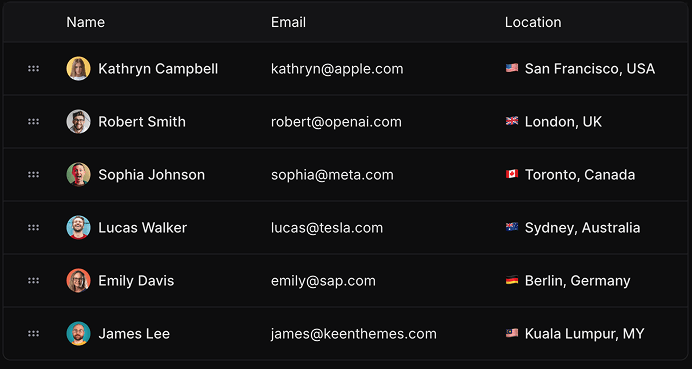 Name Email Location
Kathryn Campbell kathryn@apple.com San Francisco, USA
Robert Smith robert@openai.com London, UK
Sophia Johnson sophia@meta.com Toronto, Canada
Lucas Walker lucas@tesla.com Sydney, Australia
Emily Davis emily@sap.com Berlin, Germany
James Lee james@keenthemes.com Kuala Lumpur, MY